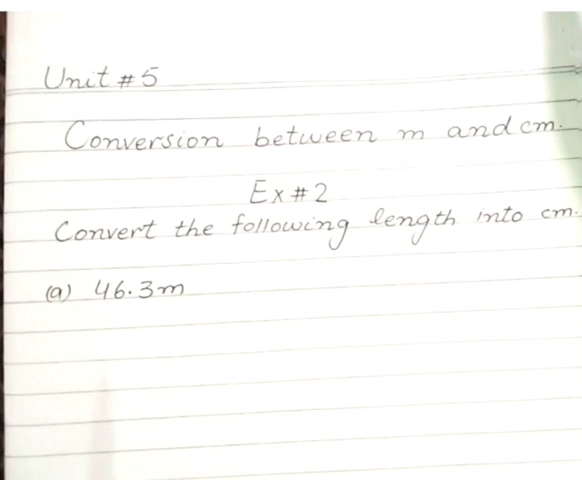 Unit # 5
Conversion between m and cm.
Ex # 2
Convert the following length into cm.
(a) 46.3m